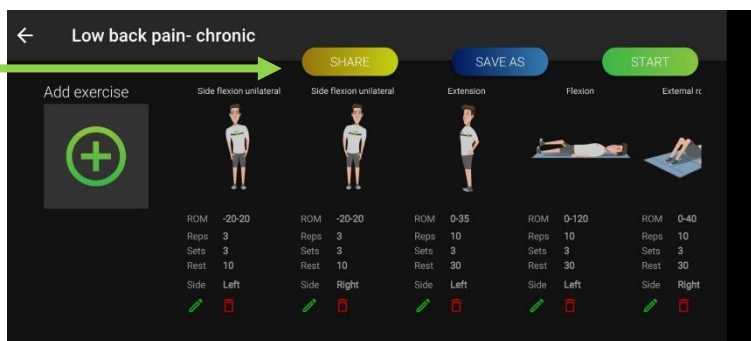 Low back pain- chronic
SHARE
SAVE AS
START
Add exercise
Side flexion unilateral
Side flexion unilateral
Extension
Flexion
External rc
ROM -20-20
Reps 3
Sets 3
Rest 10
Side Left
ROM -20-20
Reps 3
Sets 3
Rest 10
Side Right
ROM 0-35
Reps 10
Sets 3
Rest 30
Side Left
ROM 0-120
Reps 10
Sets 3
Rest 30
Side Left
ROM 0-40
Reps 10
Sets 3
Rest 30
Side Right